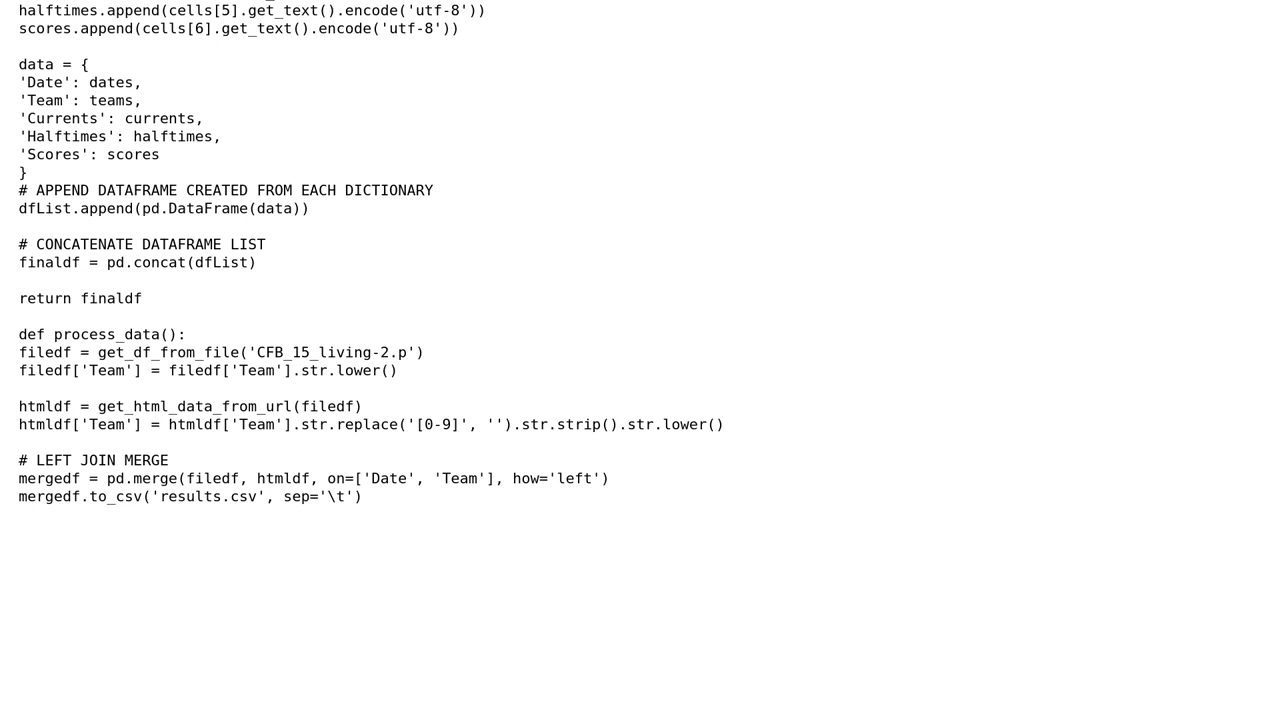 halftimes.append(cells[5].get_text().encode('utf-8'))
scores.append(cells[6].get_text().encode('utf-8'))
data = {
'Date': dates,
'Team': teams,
'Currents': currents,
'Halftimes': halftimes,
'Scores': scores
}
# APPEND DATAFRAME CREATED FROM EACH DICTIONARY
dfList.append(pd.DataFrame(data))
# CONCATENATE DATAFRAME LIST
finaldf = pd.concat(dfList)
return finaldf
def process_data():
filedf = get_df_from_file('CFB_15_living-2.p')
filedf['Team'] = filedf['Team'].str.lower()
htmldf = get_html_data_from_url(filedf)
htmldf['Team'] = htmldf['Team'].str.replace('[0-9]', '').str.strip().str.lower()
# LEFT JOIN MERGE
mergedf = pd.merge(filedf, htmldf, on=['Date', 'Team'], how='left')
mergedf.to_csv('results.csv', sep='\t')